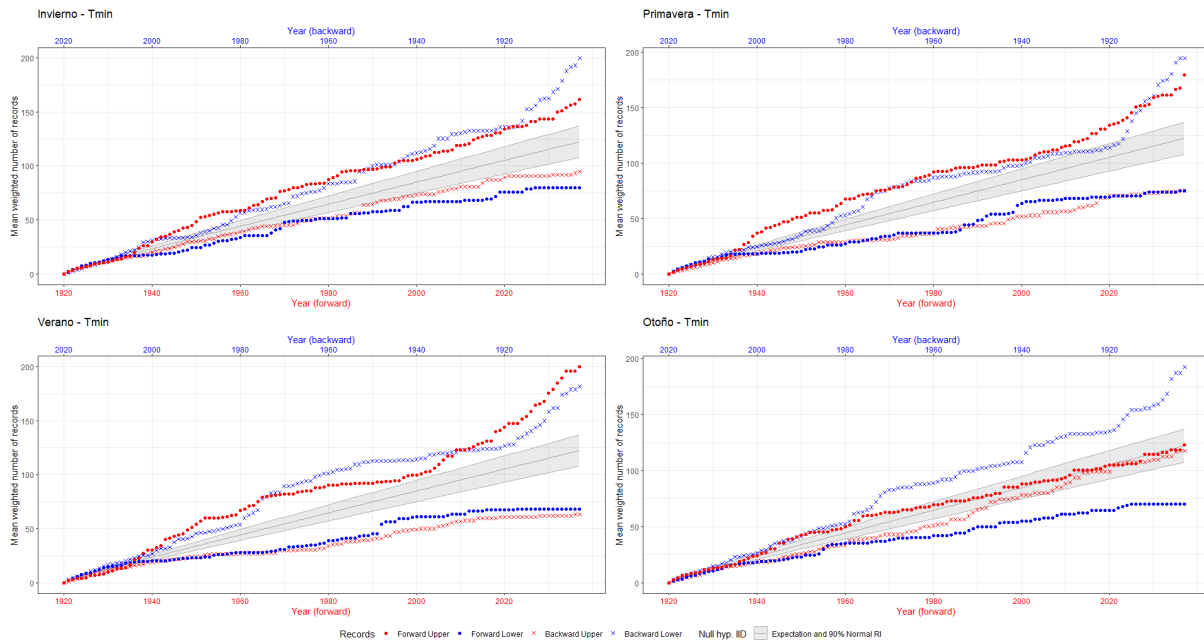 Invierno - Tmin
Year (backward)
2020 2000 1980 1960 1940 1920
200
150
100
50
0
Mean weighted number of records
1920 1940 1960 1980 2000 2020
Year (forward)
Primavera - Tmin
Year (backward)
2020 2000 1980 1960 1940 1920
200
150
100
50
0
Mean weighted number of records
1920 1940 1960 1980 2000 2020
Year (forward)
Verano - Tmin
Year (backward)
2020 2000 1980 1960 1940 1920
200
150
100
50
0
Mean weighted number of records
1920 1940 1960 1980 2000 2020
Year (forward)
Otoño - Tmin
Year (backward)
2020 2000 1980 1960 1940 1920
200
150
100
50
0
Mean weighted number of records
1920 1940 1960 1980 2000 2020
Year (forward)
Records Forward Upper Forward Lower Backward Upper Backward Lower Null hyp. IID Expectation and 90% Normal RI